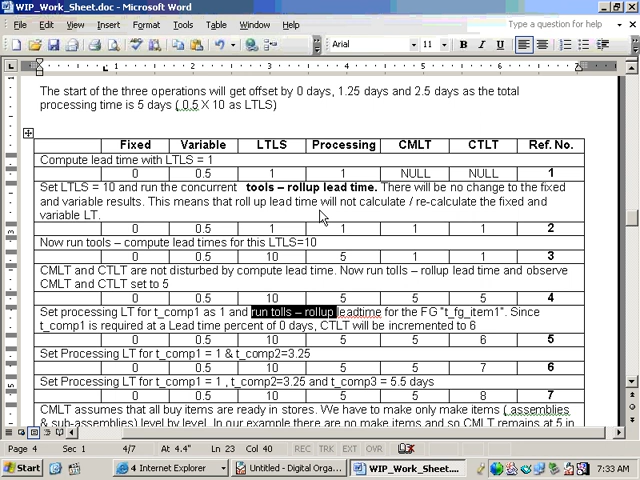 WIP_Work_Sheet.doc - Microsoft Word
File Edit View Insert Format Tools Table Window Help
Type a question for help
Arial 11 B I U
The start of the three operations will get offset by 0 days, 1.25 days and 2.5 days as the total
processing time is 5 days ( 0.5 X 10 as LTLS)
Fixed Variable LTLS Processing CMLT CTLT Ref. No.
Compute lead time with LTLS = 1
0 0.5 1 1 NULL NULL 1
Set LTLS = 10 and run the concurrent tools – rollup lead time. There will be no change to the fixed
and variable results. This means that roll up lead time will not calculate / re-calculate the fixed and
variable LT.
0 0.5 10 1 1 1 2
Now run tools – compute lead times for this LTLS=10
0 0.5 10 5 1 1 3
CMLT and CTLT are not disturbed by compute lead time. Now run tolls – rollup lead time and observe
CMLT and CTLT set to 5
0 0.5 10 5 5 5 4
Set processing LT for t_comp1 as 1 and run tolls – rollup leadtime for the FG "t_fg_item1". Since
t_comp1 is required at a Lead time percent of 0 days, CTLT will be incremented to 6
0 0.5 10 5 5 6 5
Set Processing LT for t_comp1 = 1 & t_comp2=3.25
0 0.5 10 5 5 7 6
Set Processing LT for t_comp1 = 1 , t_comp2=3.25 and t_comp3 = 5.5 days
0 0.5 10 5 5 8 7
CMLT assumes that all buy items are ready in stores. We have to make only make items ( assemblies
& sub-assemblies) level by level. In our example there are no make items and so CMLT remains at 5 in
Page 4 Sec 1 4/7 At 4.4" Ln 23 Col 40 REC TRK EXT OVR
Start 4 Internet Explorer Untitled - Digital Orga... WIP_Work_Sheet.... 7:33 AM